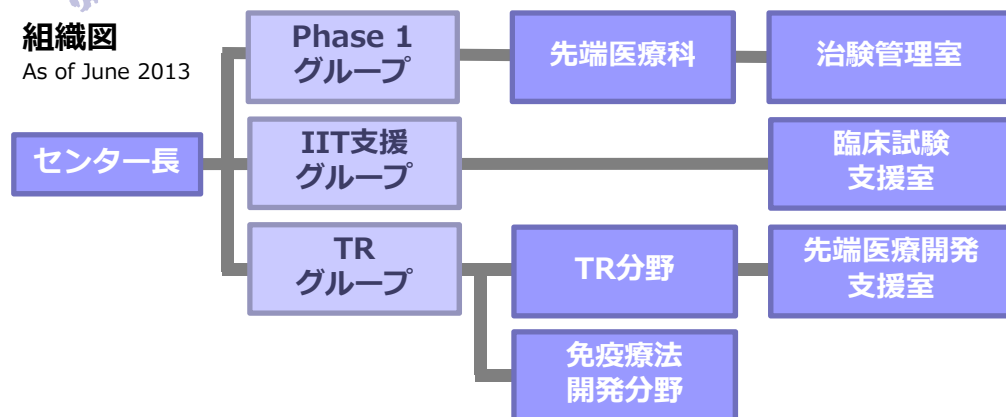 組織図
As of June 2013
センター長
Phase 1
グループ
先端医療科
治験管理室
IIT支援
グループ
臨床試験
支援室
TR
グループ
TR分野
先端医療開発
支援室
免疫療法
開発分野